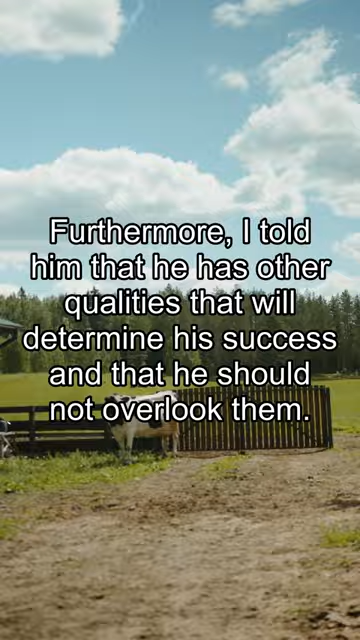 Furthermore, I told
him that he has other
qualities that will
determine his success
and that he should
not overlook them.